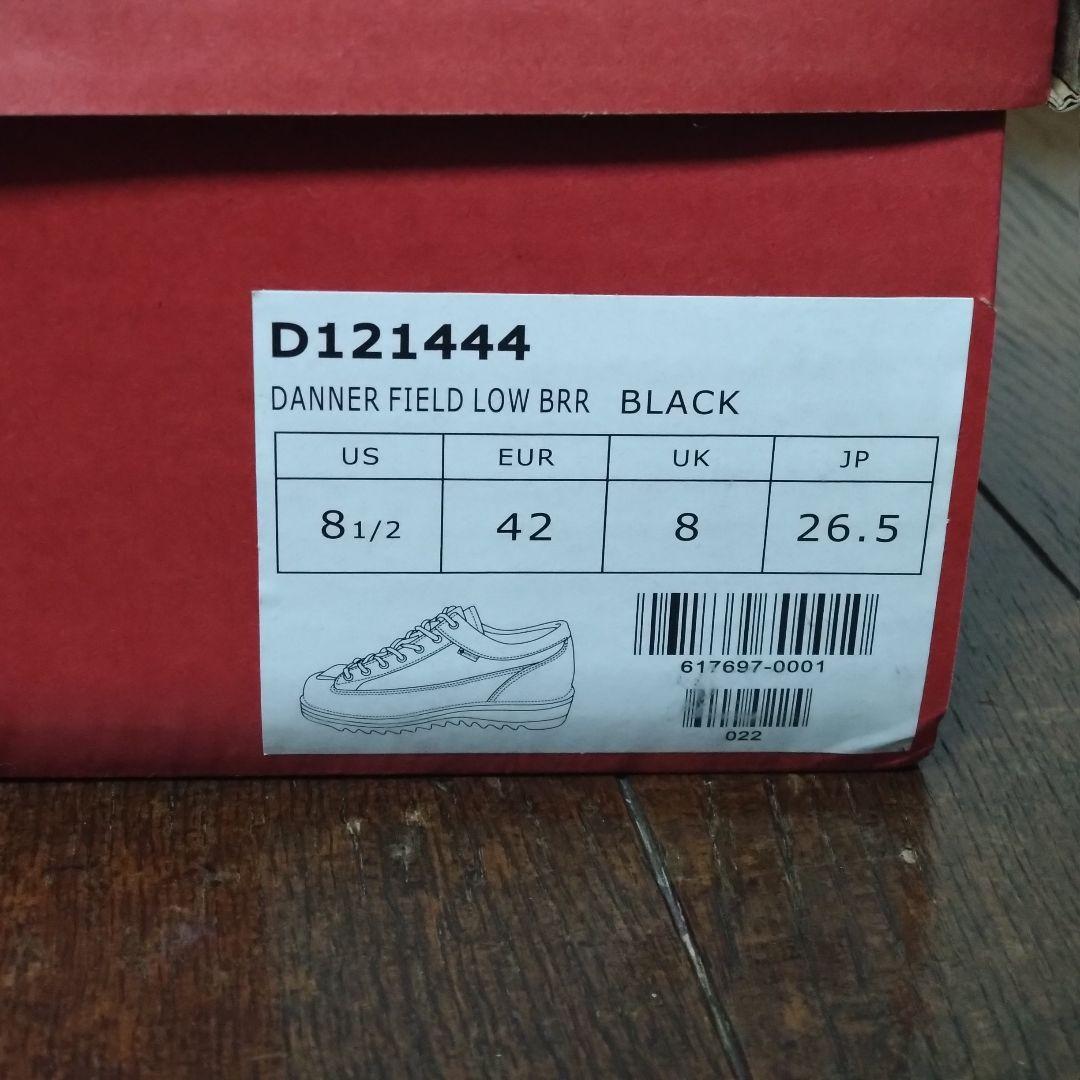 D121444
DANNER FIELD LOW BRR BLACK
US EUR UK JP
8 1/2 42 8 26.5
617697-0001
022